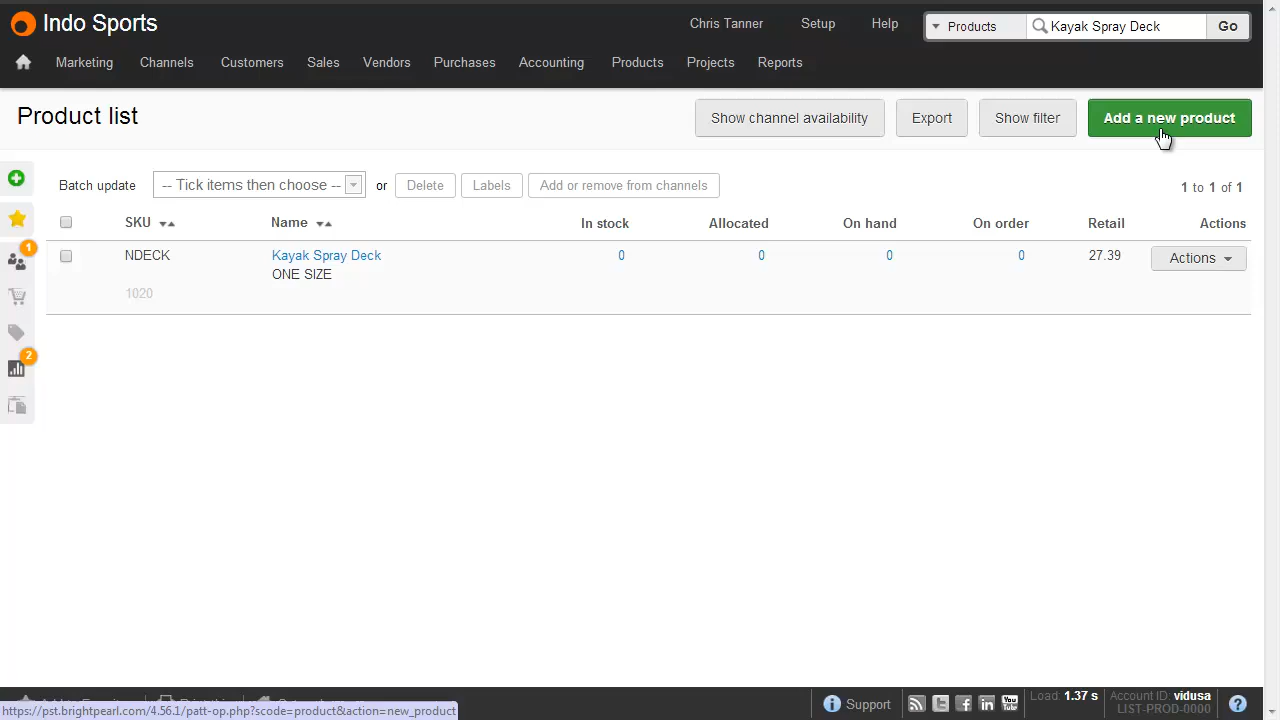 Indo Sports
Chris Tanner Setup Help Products Kayak Spray Deck Go
Marketing Channels Customers Sales Vendors Purchases Accounting Products Projects Reports
Product list
Show channel availability Export Show filter Add a new product
Batch update -- Tick items then choose -- or Delete Labels Add or remove from channels 1 to 1 of 1
SKU Name In stock Allocated On hand On order Retail Actions
NDECK Kayak Spray Deck 0 0 0 0 27.39 Actions
ONE SIZE
1020
1
2
Support You Tube Load: 1.37 s Account ID: vidusa
LIST-PROD-0000
https://pst.brightpearl.com/4.56.1/patt-op.php?scode=product&action=new_product